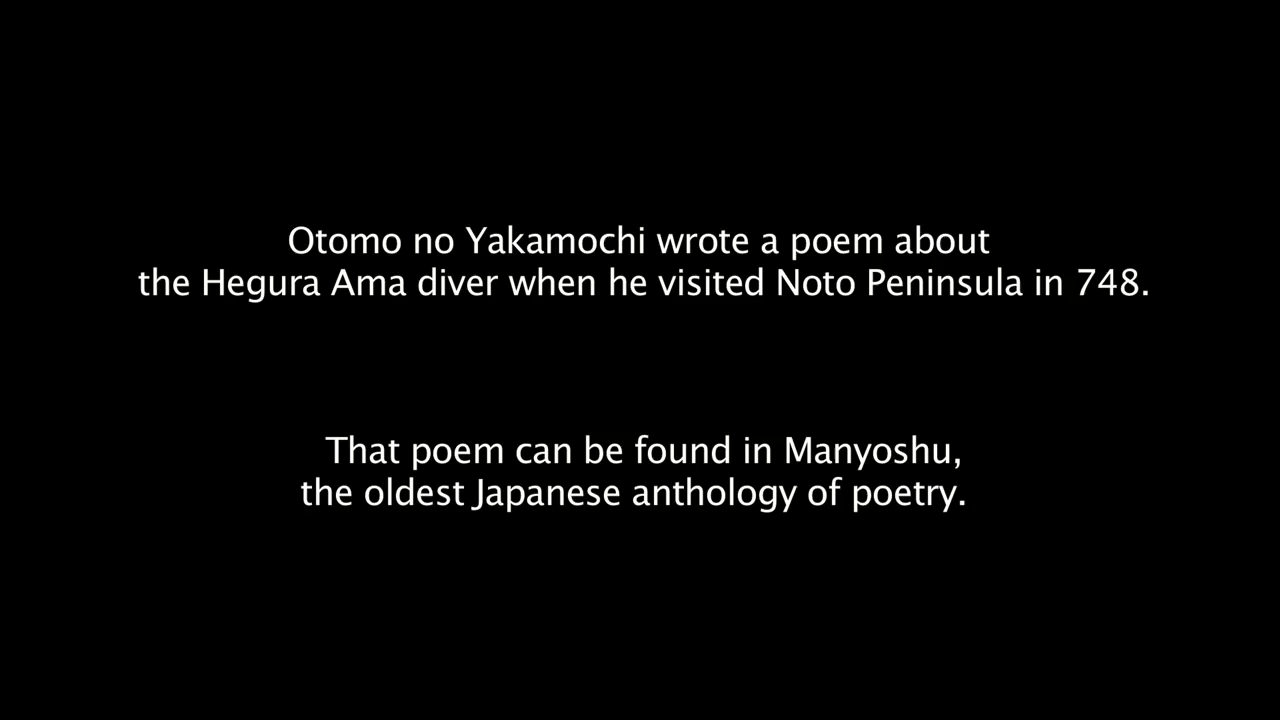 Otomo no Yakamochi wrote a poem about
the Hegura Ama diver when he visited Noto Peninsula in 748.
That poem can be found in Manyoshu,
the oldest Japanese anthology of poetry.